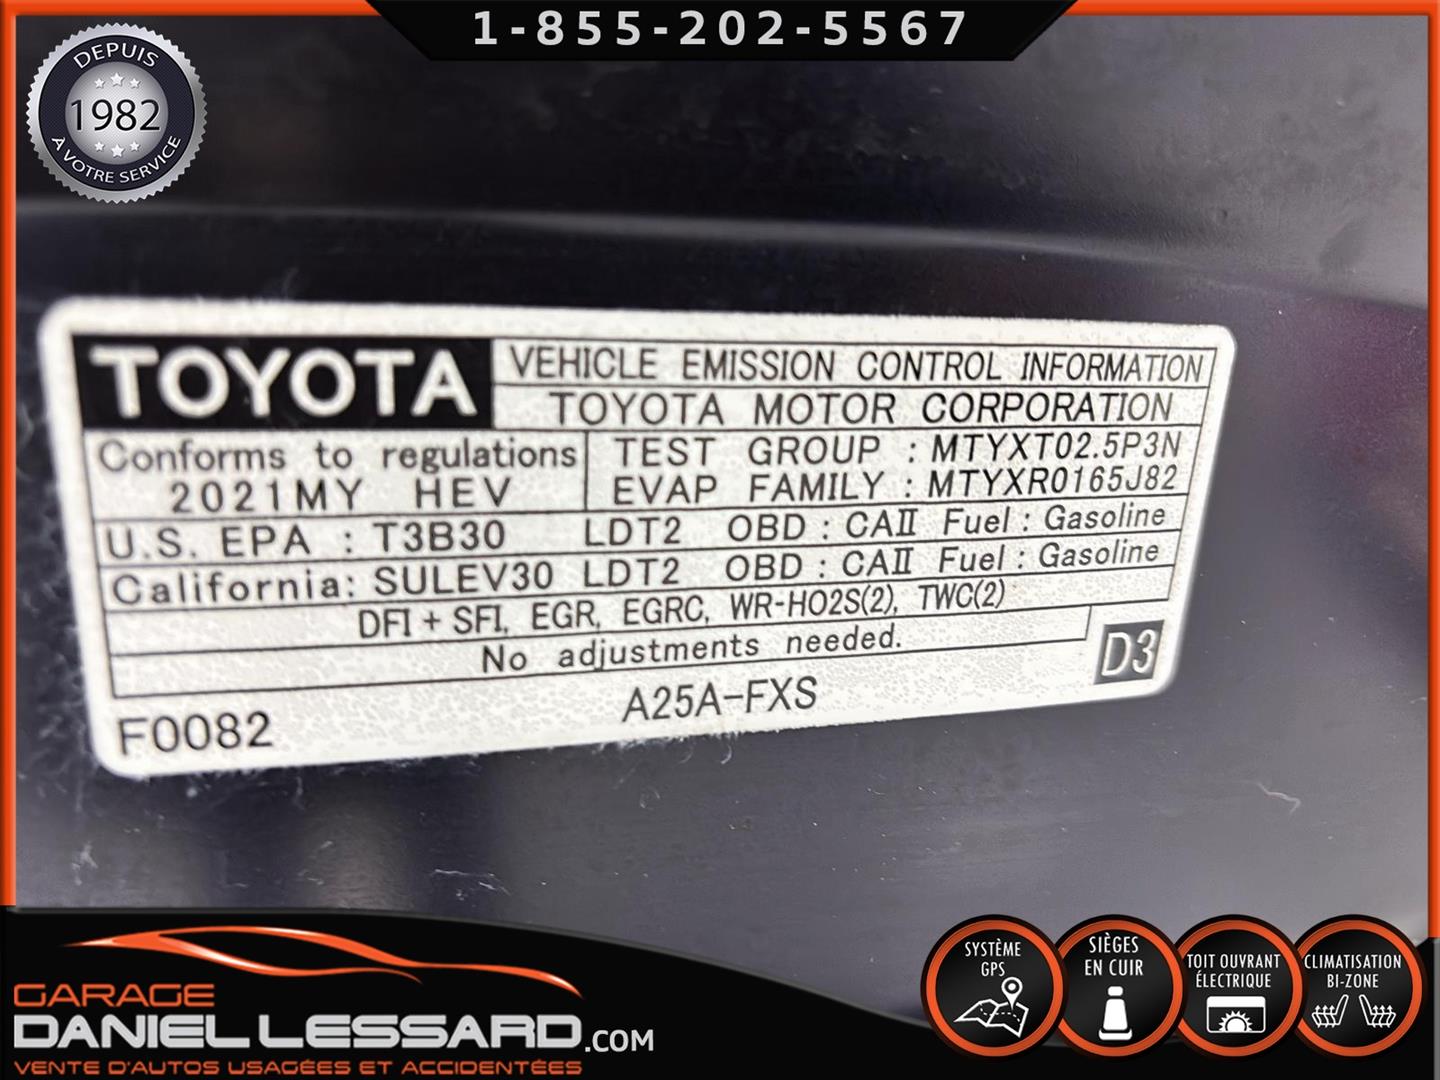 1-855-202-5567
DEPUIS
1982
À VOTRE SERVICE
TOYOTA
VEHICLE EMISSION CONTROL INFORMATION
TOYOTA MOTOR CORPORATION
Conforms to regulations
2021MY HEV
TEST GROUP : MTYXT02.5P3N
EVAP FAMILY : MTYXR0165J82
U.S. EPA : T3B30 LDT2 OBD : CAII Fuel : Gasoline
California: SULEV30 LDT2 OBD : CAII Fuel : Gasoline
DFI + SFI, EGR, EGRC, WR-HO2S(2), TWC(2)
No adjustments needed.
D3
F0082
A25A-FXS
GARAGE
DANIEL LESSARD.COM
VENTE D'AUTOS USAGÉES ET ACCIDENTÉES
SYSTÈME
GPS
SIÈGES
EN CUIR
TOIT OUVRANT
ÉLECTRIQUE
CLIMATISATION
BI-ZONE